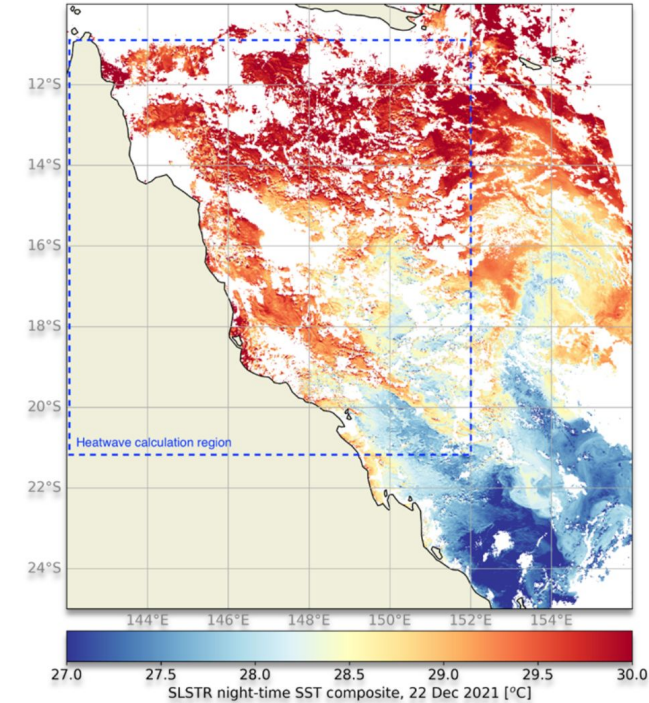 12°S
14°S
16°S
18°S
20°S
Heatwave calculation region
22°S
24°S
144°E 146°E 148°E 150°E 152°E 154°E
27.0 27.5 28.0 28.5 29.0 29.5 30.0
SLSTR night-time SST composite, 22 Dec 2021 [°C]